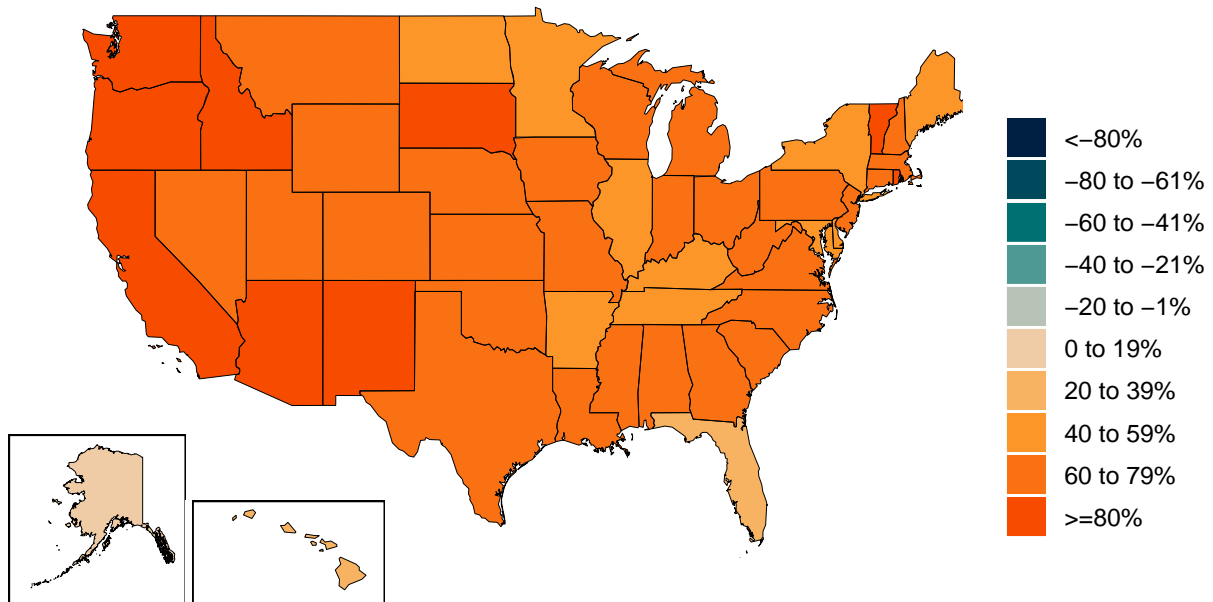 <−80%
−80 to −61%
−60 to −41%
−40 to −21%
−20 to −1%
0 to 19%
20 to 39%
40 to 59%
60 to 79%
>=80%